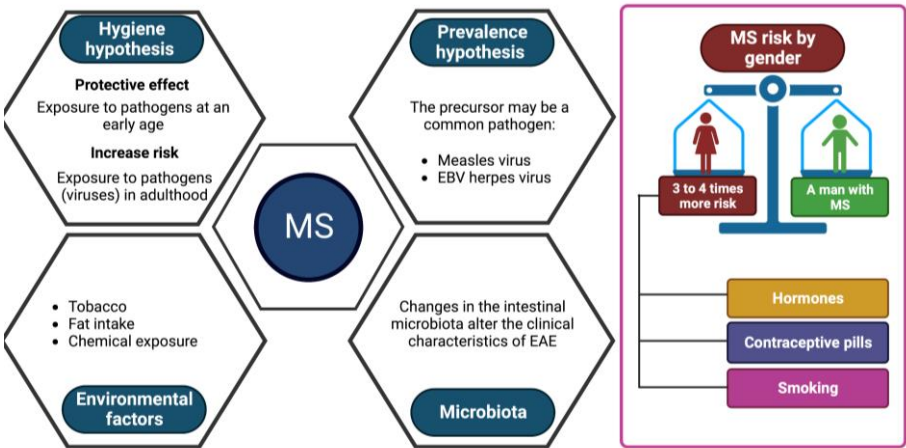 Hygiene
hypothesis
Protective effect
Exposure to pathogens at an
early age
Increase risk
Exposure to pathogens
(viruses) in adulthood
Prevalence
hypothesis
The precursor may be a
common pathogen:
• Measles virus
• EBV herpes virus
MS
• Tobacco
• Fat intake
• Chemical exposure
Environmental
factors
Changes in the intestinal
microbiota alter the clinical
characteristics of EAE
Microbiota
MS risk by
gender
3 to 4 times
more risk
A man with
MS
Hormones
Contraceptive pills
Smoking